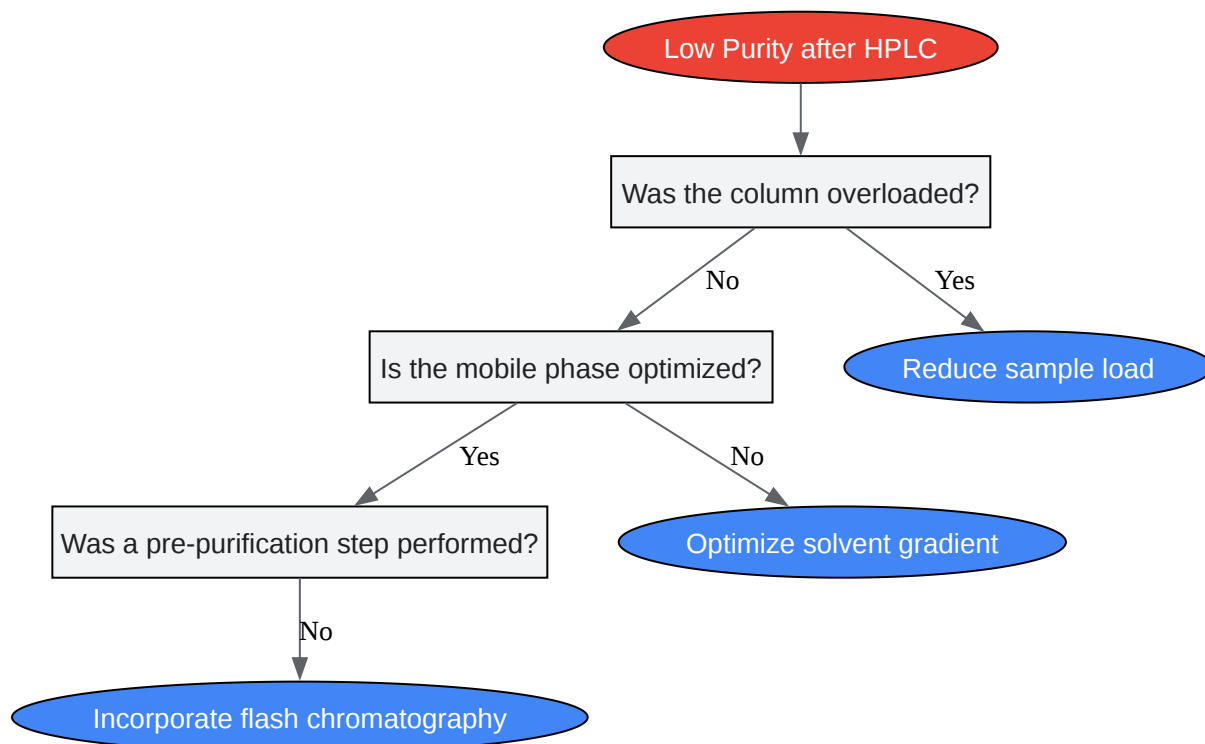 Low Purity after HPLC
Was the column overloaded?
No
Yes
Is the mobile phase optimized?
Reduce sample load
Yes
No
Was a pre-purification step performed?
Optimize solvent gradient
No
Incorporate flash chromatography